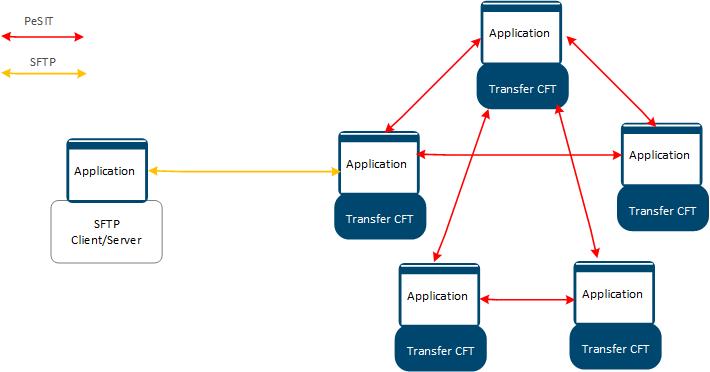 PeSIT
SFTP
Application
Transfer CFT
Application
SFTP
Client/Server
Application
Transfer CFT
Application
Transfer CFT
Application
Transfer CFT
Application
Transfer CFT